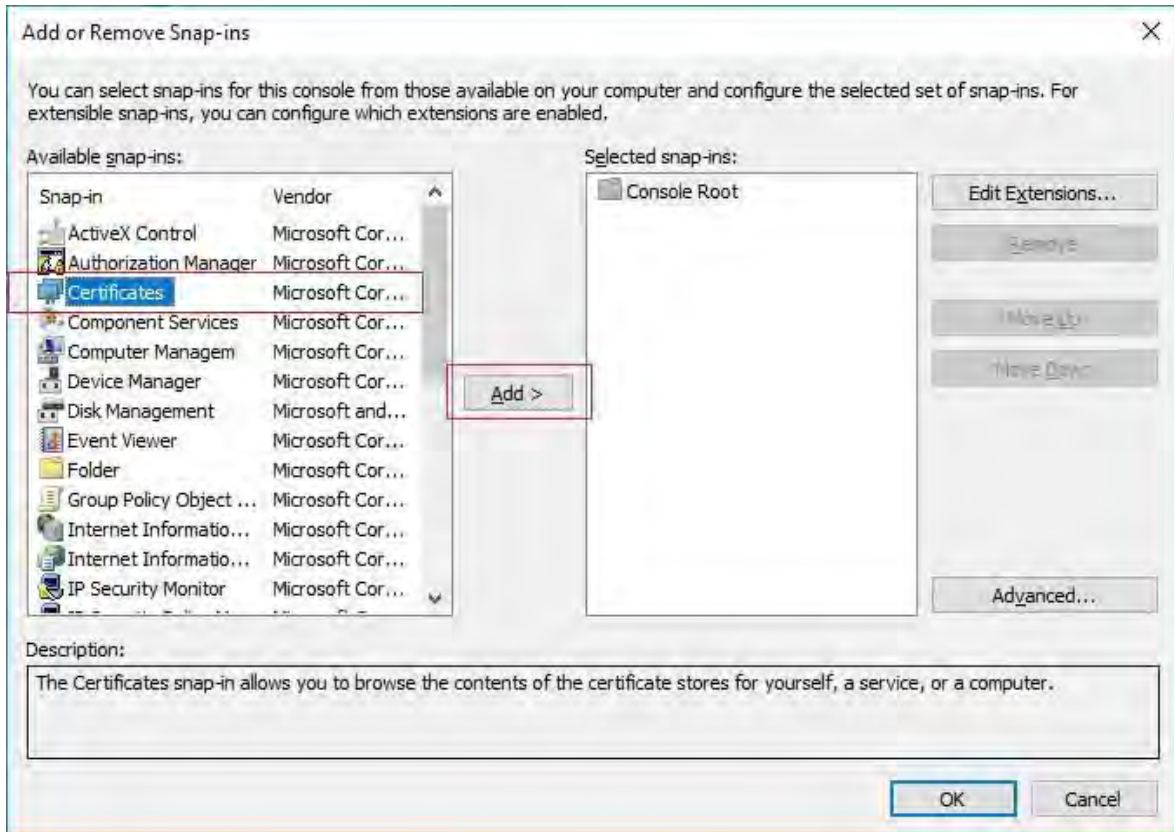 Add or Remove Snap-ins
You can select snap-ins for this console from those available on your computer and configure the selected set of snap-ins. For
extensible snap-ins, you can configure which extensions are enabled.
Available snap-ins:
Snap-in Vendor
ActiveX Control Microsoft Cor...
Authorization Manager Microsoft Cor...
Certificates Microsoft Cor...
Component Services Microsoft Cor...
Computer Managem Microsoft Cor...
Device Manager Microsoft Cor...
Disk Management Microsoft and...
Event Viewer Microsoft Cor...
Folder Microsoft Cor...
Group Policy Object ... Microsoft Cor...
Internet Informatio... Microsoft Cor...
Internet Informatio... Microsoft Cor...
IP Security Monitor Microsoft Cor...
Add >
Selected snap-ins:
Console Root
Edit Extensions...
Remove
Move Up
Move Down
Advanced...
Description:
The Certificates snap-in allows you to browse the contents of the certificate stores for yourself, a service, or a computer.
OK
Cancel